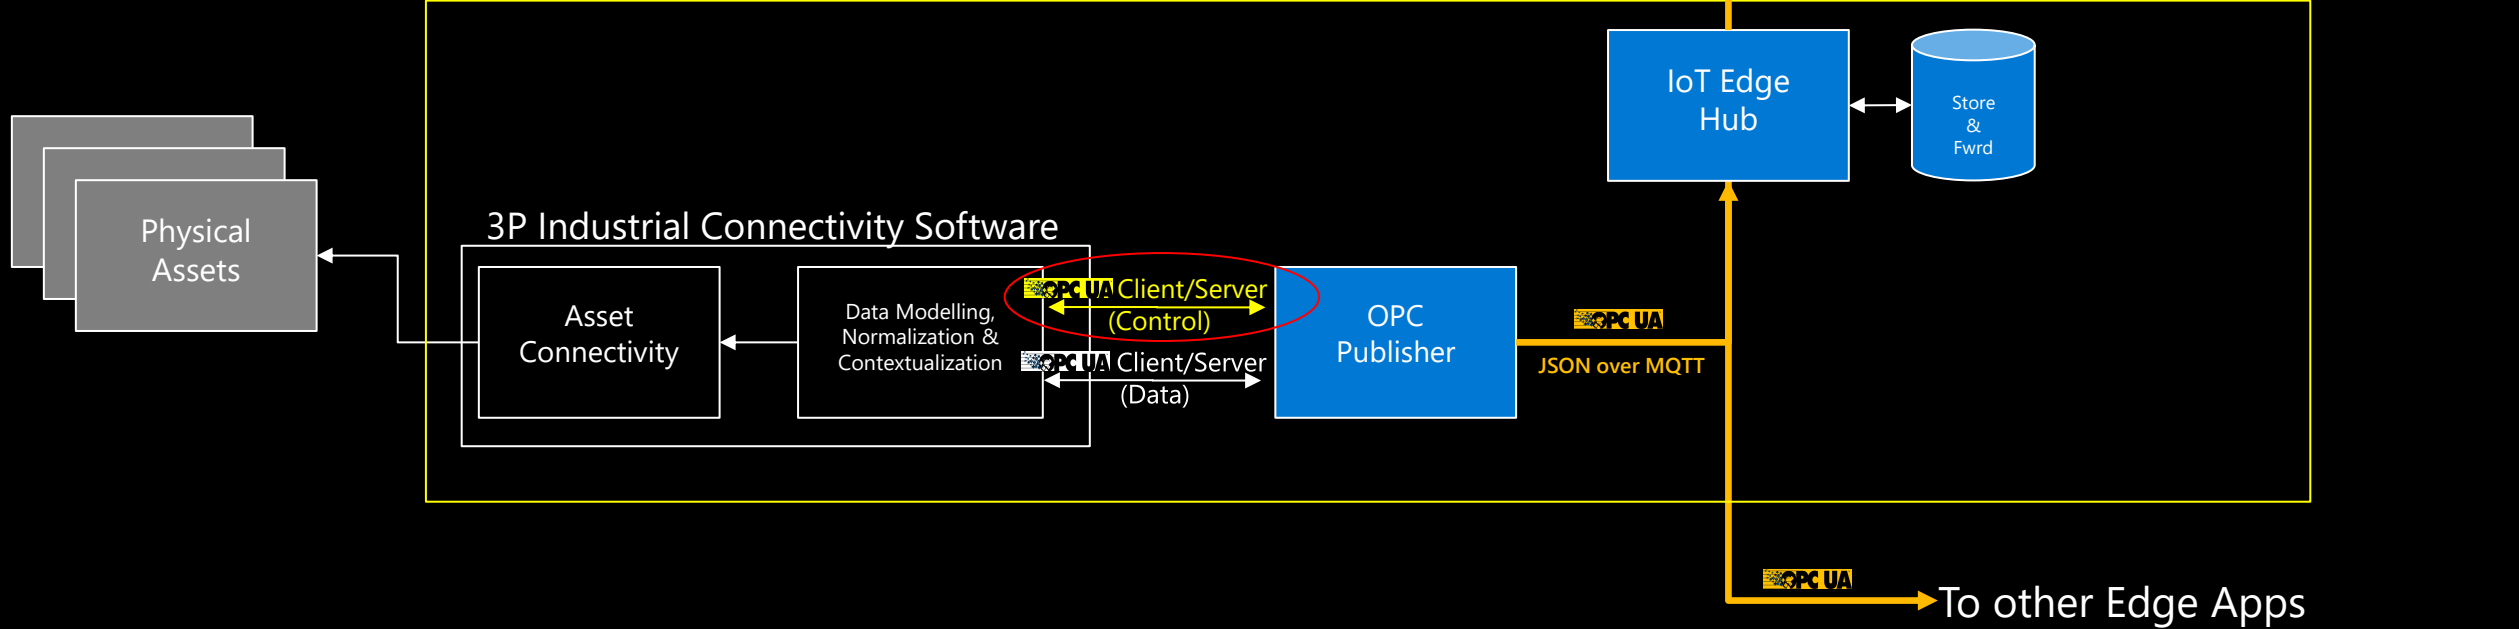 IoT Edge
Hub
Store
&
Fwrd
Physical
Assets
3P Industrial Connectivity Software
Asset
Connectivity
Data Modelling,
Normalization &
Contextualization
OPC UA Client/Server
(Control)
OPC UA Client/Server
(Data)
OPC
Publisher
OPC UA
JSON over MQTT
OPC UA
To other Edge Apps